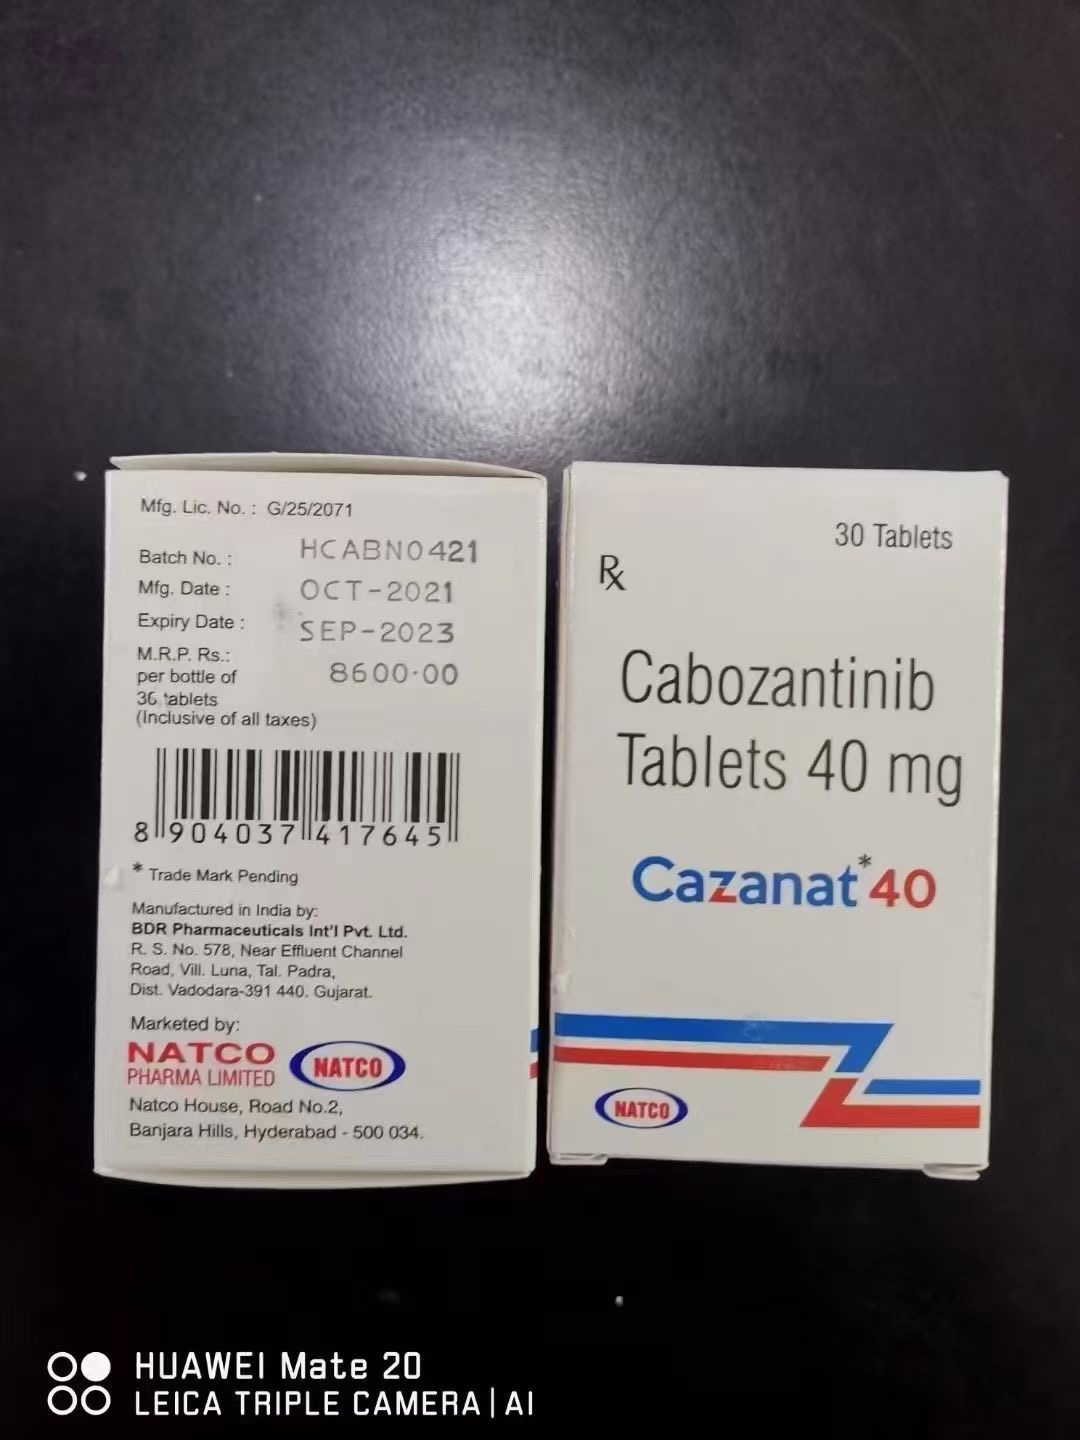 Mfg. Lic. No. : G/25/2071
Batch No. : HCABN0421
Mfg. Date : OCT-2021
Expiry Date : SEP-2023
M.R.P. Rs.: 8600.00
per bottle of
30 tablets
(Inclusive of all taxes)
8 904037 417645
* Trade Mark Pending
Manufactured in India by:
BDR Pharmaceuticals Int'l Pvt. Ltd.
R. S. No. 578, Near Effluent Channel
Road, Vill. Luna, Tal. Padra,
Dist. Vadodara-391 440. Gujarat.
Marketed by:
NATCO
PHARMA LIMITED
NATCO
Natco House, Road No.2,
Banjara Hills, Hyderabad - 500 034.
30 Tablets
Rx
Cabozantinib
Tablets 40 mg
Cazanat*40
NATCO
HUAWEI Mate 20
LEICA TRIPLE CAMERA | AI